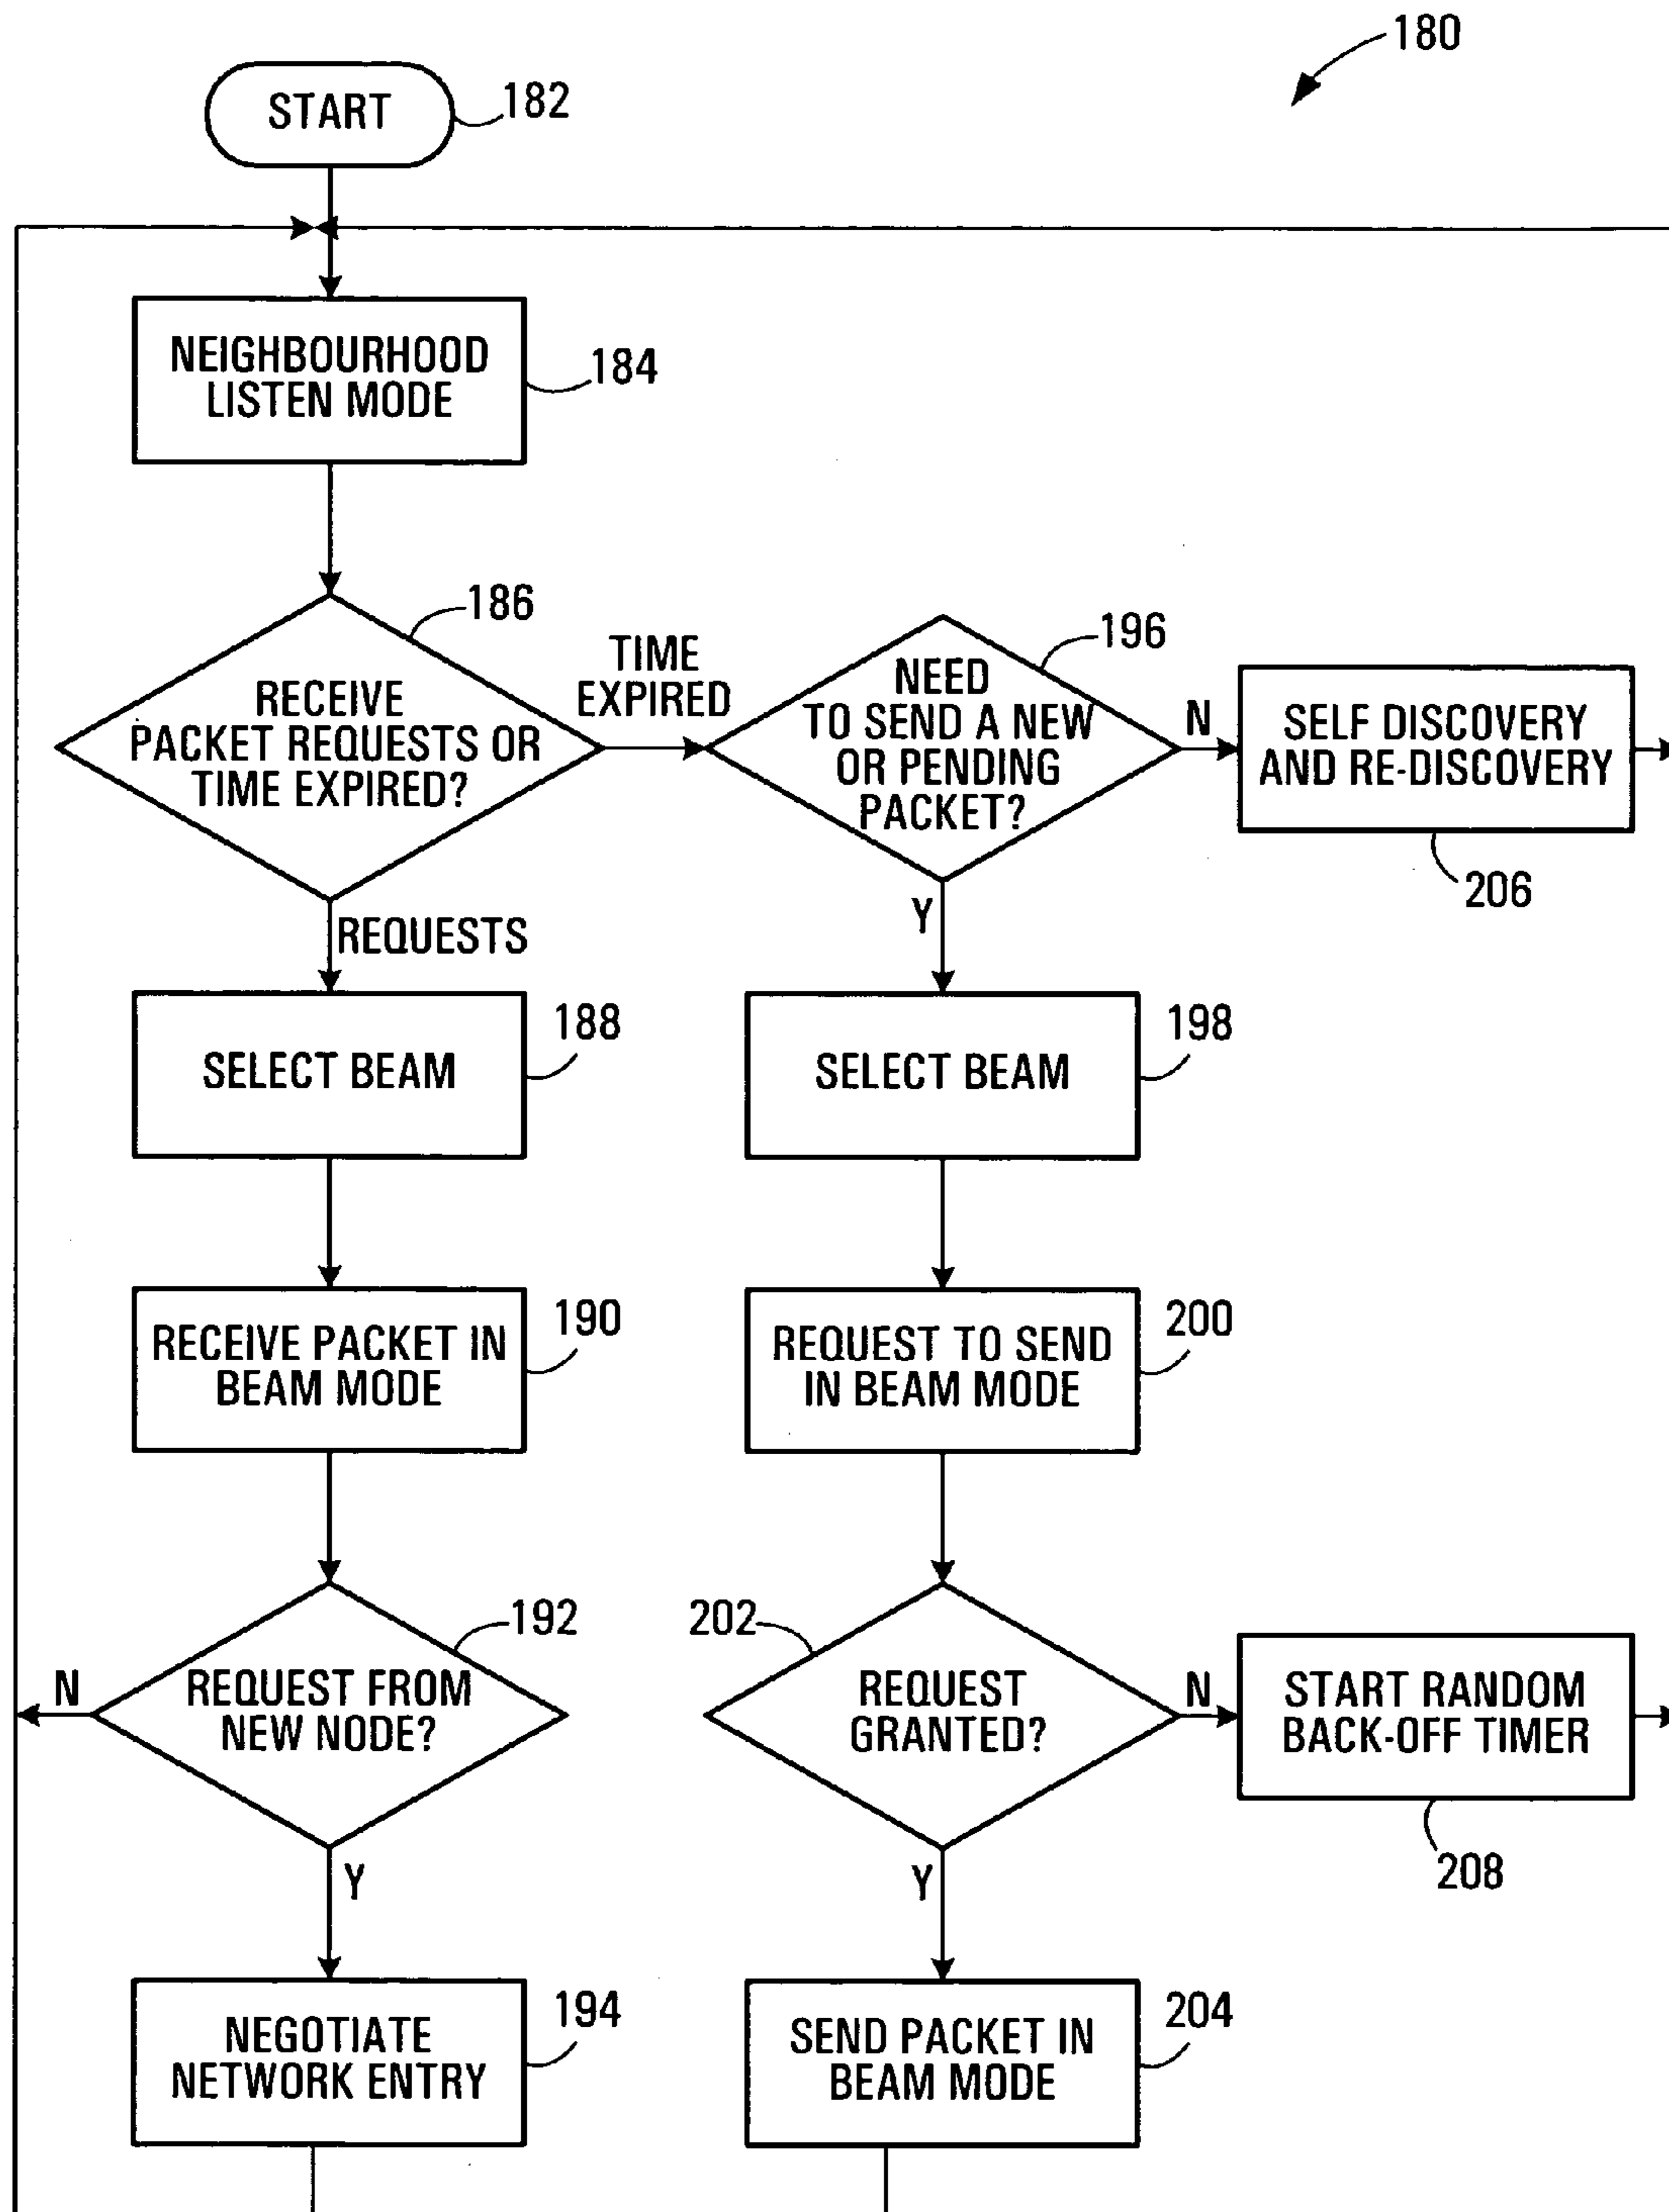 180
START
182
NEIGHBOURHOOD
LISTEN MODE
184
186
RECEIVE
PACKET REQUESTS OR
TIME EXPIRED?
TIME
EXPIRED
196
NEED
TO SEND A NEW
OR PENDING
PACKET?
N
SELF DISCOVERY
AND RE-DISCOVERY
206
REQUESTS
Y
SELECT BEAM
188
SELECT BEAM
198
RECEIVE PACKET IN
BEAM MODE
190
REQUEST TO SEND
IN BEAM MODE
200
192
REQUEST FROM
NEW NODE?
N
202
REQUEST
GRANTED?
N
START RANDOM
BACK-OFF TIMER
208
Y
Y
NEGOTIATE
NETWORK ENTRY
194
SEND PACKET IN
BEAM MODE
204